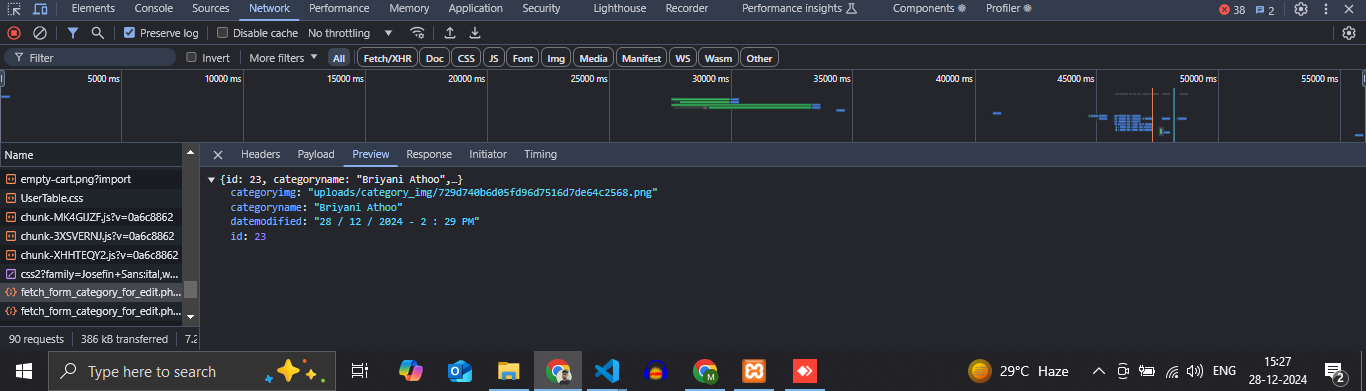 Elements Console Sources Network Performance Memory Application Security Lighthouse Recorder Performance insights Components Profiler 38 2
Preserve log Disable cache No throttling
Filter Invert More filters All Fetch/XHR Doc CSS JS Font Img Media Manifest WS Wasm Other
5000 ms 10000 ms 15000 ms 20000 ms 25000 ms 30000 ms 35000 ms 40000 ms 45000 ms 50000 ms 55000 ms
Name
empty-cart.png?import
UserTable.css
chunk-MK4GIJZF.js?v=0a6c8862
chunk-3XSVERNJ.js?v=0a6c8862
chunk-XHHTEQY2.js?v=0a6c8862
css2?family=Josefin+Sans:ital,w...
fetch_form_category_for_edit.ph...
fetch_form_category_for_edit.ph...
90 requests 386 kB transferred 7.2
Headers Payload Preview Response Initiator Timing
{id: 23, categoryname: "Briyani Athoo",…}
categoryimg: "uploads/category_img/729d740b6d05fd96d7516d7de64c2568.png"
categoryname: "Briyani Athoo"
datemodified: "28 / 12 / 2024 - 2 : 29 PM"
id: 23
Type here to search
29°C Haze
ENG
15:27
28-12-2024
2